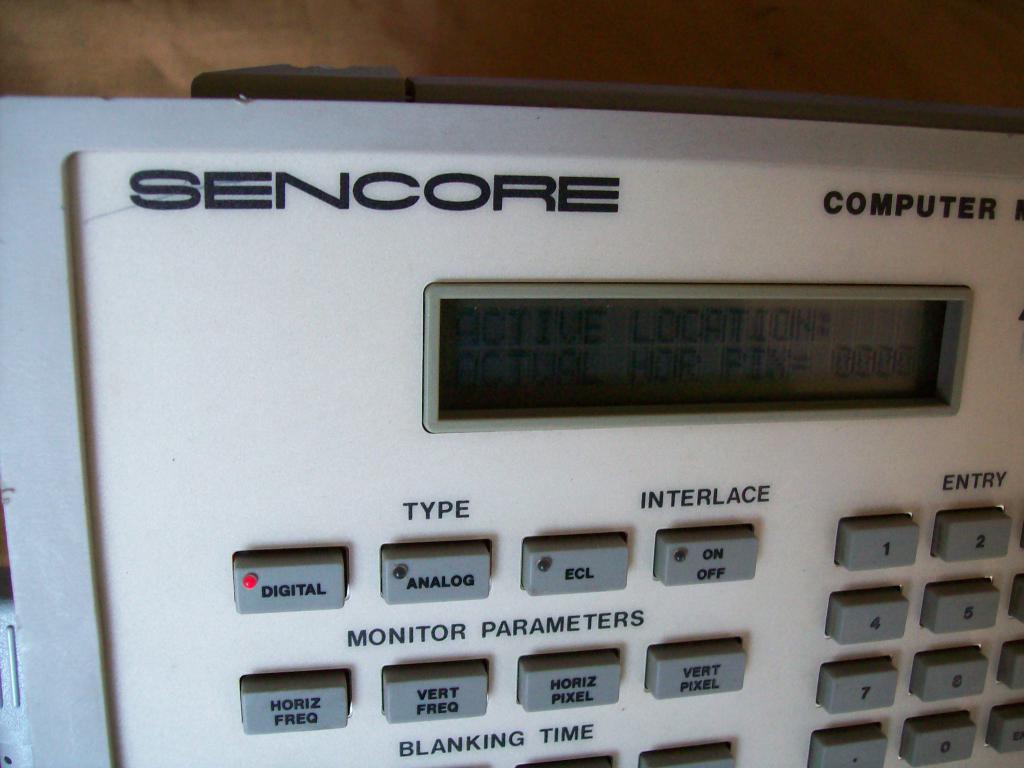 SENCORE
COMPUTER
ACTIVE LOCATION:
ACTUAL HOR PIX= 0000
TYPE
INTERLACE
ENTRY
DIGITAL
ANALOG
ECL
ON
OFF
1
2
MONITOR PARAMETERS
4
5
HORIZ
FREQ
VERT
FREQ
HORIZ
PIXEL
VERT
PIXEL
7
8
BLANKING TIME
.
0